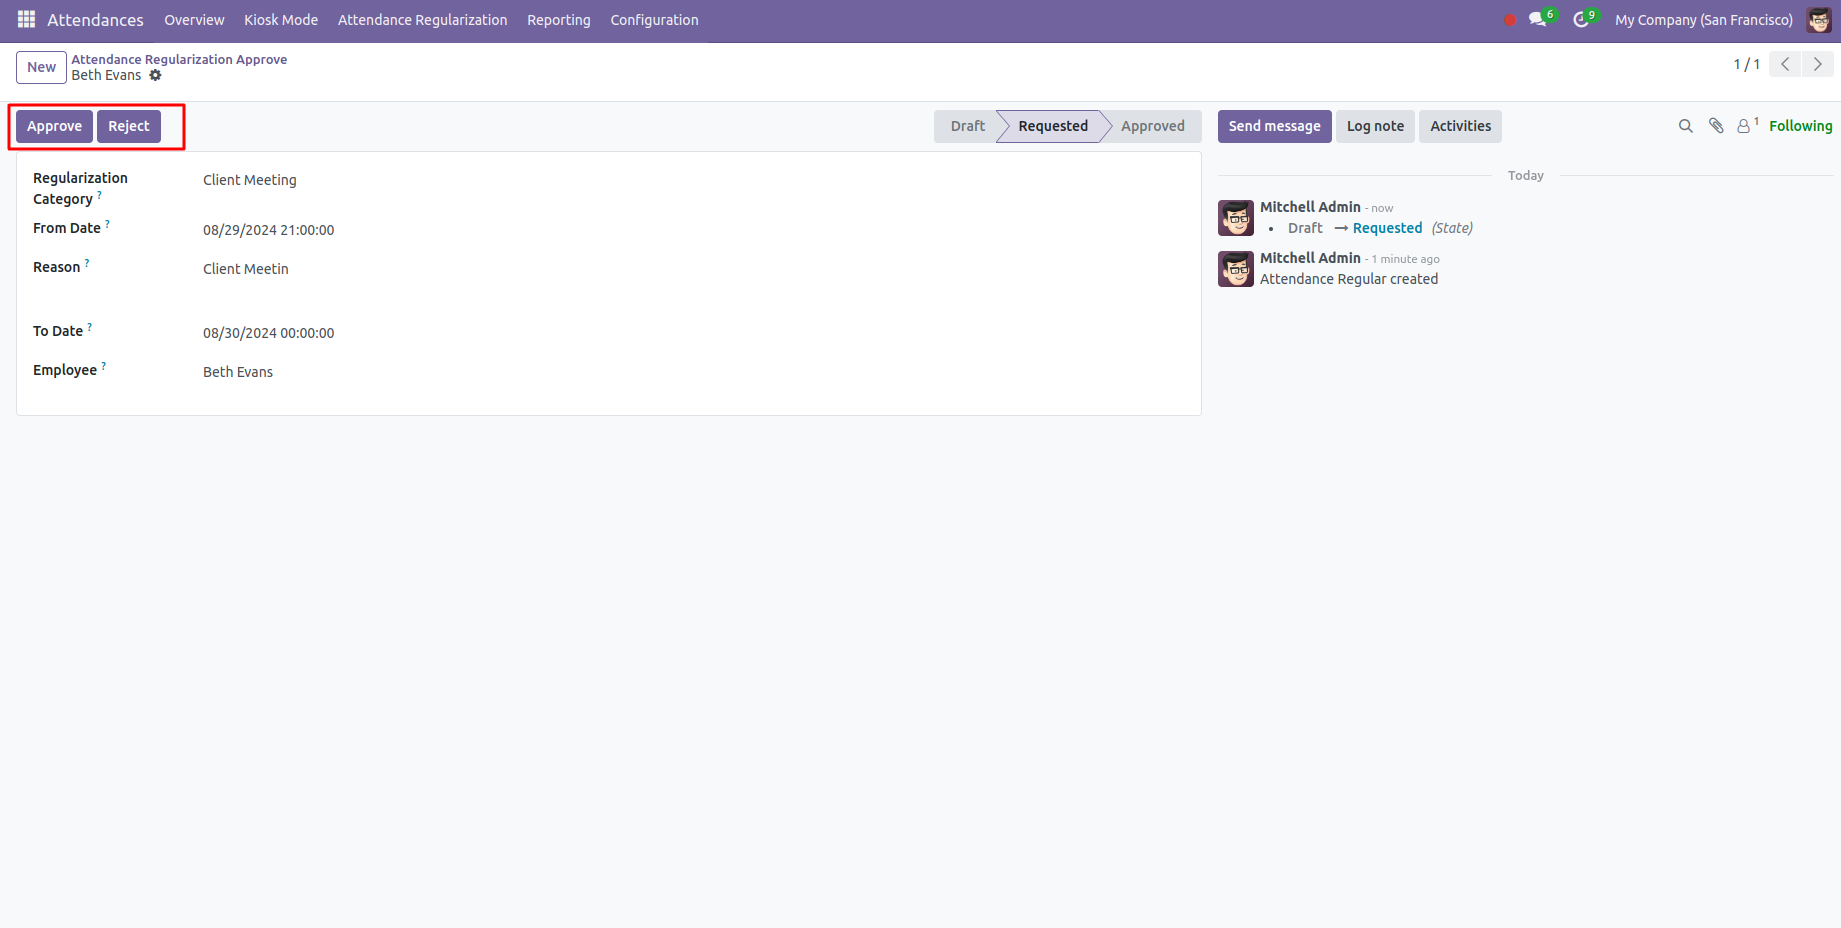 Attendances Overview Kiosk Mode Attendance Regularization Reporting Configuration 6 9 My Company (San Francisco)
New
Attendance Regularization Approve
Beth Evans
1 / 1
Approve Reject
Draft Requested Approved
Send message Log note Activities
1 Following
Regularization
Category ?
Client Meeting
From Date ?
08/29/2024 21:00:00
Reason ?
Client Meetin
To Date ?
08/30/2024 00:00:00
Employee ?
Beth Evans
Today
Mitchell Admin - now
• Draft → Requested (State)
Mitchell Admin - 1 minute ago
Attendance Regular created